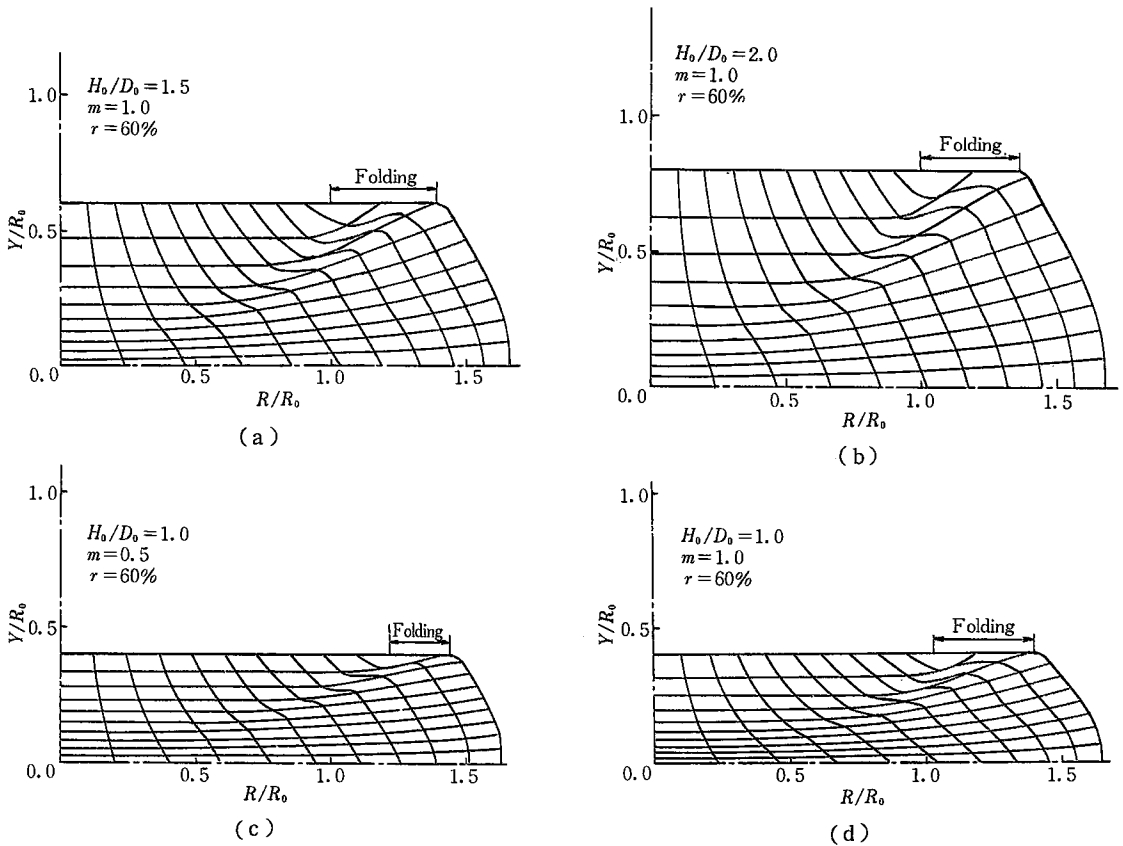 H₀/D₀=1.5
m=1.0
r=60%
1.0
0.5
0.0
Y/R₀
Folding
0.5
1.0
1.5
R/R₀
(a)
H₀/D₀=2.0
m=1.0
r=60%
1.0
0.5
0.0
Y/R₀
Folding
0.5
1.0
1.5
R/R₀
(b)
H₀/D₀=1.0
m=0.5
r=60%
1.0
0.5
0.0
Y/R₀
Folding
0.5
1.0
1.5
R/R₀
(c)
H₀/D₀=1.0
m=1.0
r=60%
1.0
0.5
0.0
Y/R₀
Folding
0.5
1.0
1.5
R/R₀
(d)